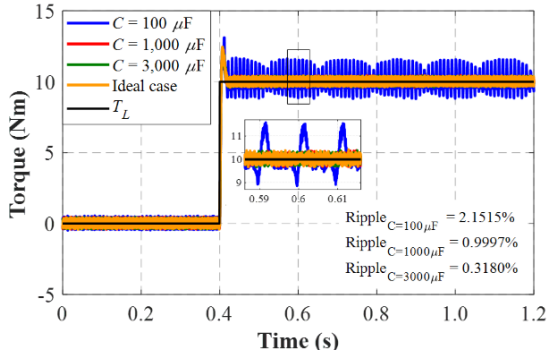 15
10
5
0
-5
Torque (Nm)
C = 100 μF
C = 1,000 μF
C = 3,000 μF
Ideal case
T_L
11
10
9
0.59 0.6 0.61
Ripple_C=100μF = 2.1515%
Ripple_C=1000μF = 0.9997%
Ripple_C=3000μF = 0.3180%
0 0.2 0.4 0.6 0.8 1.0 1.2
Time (s)